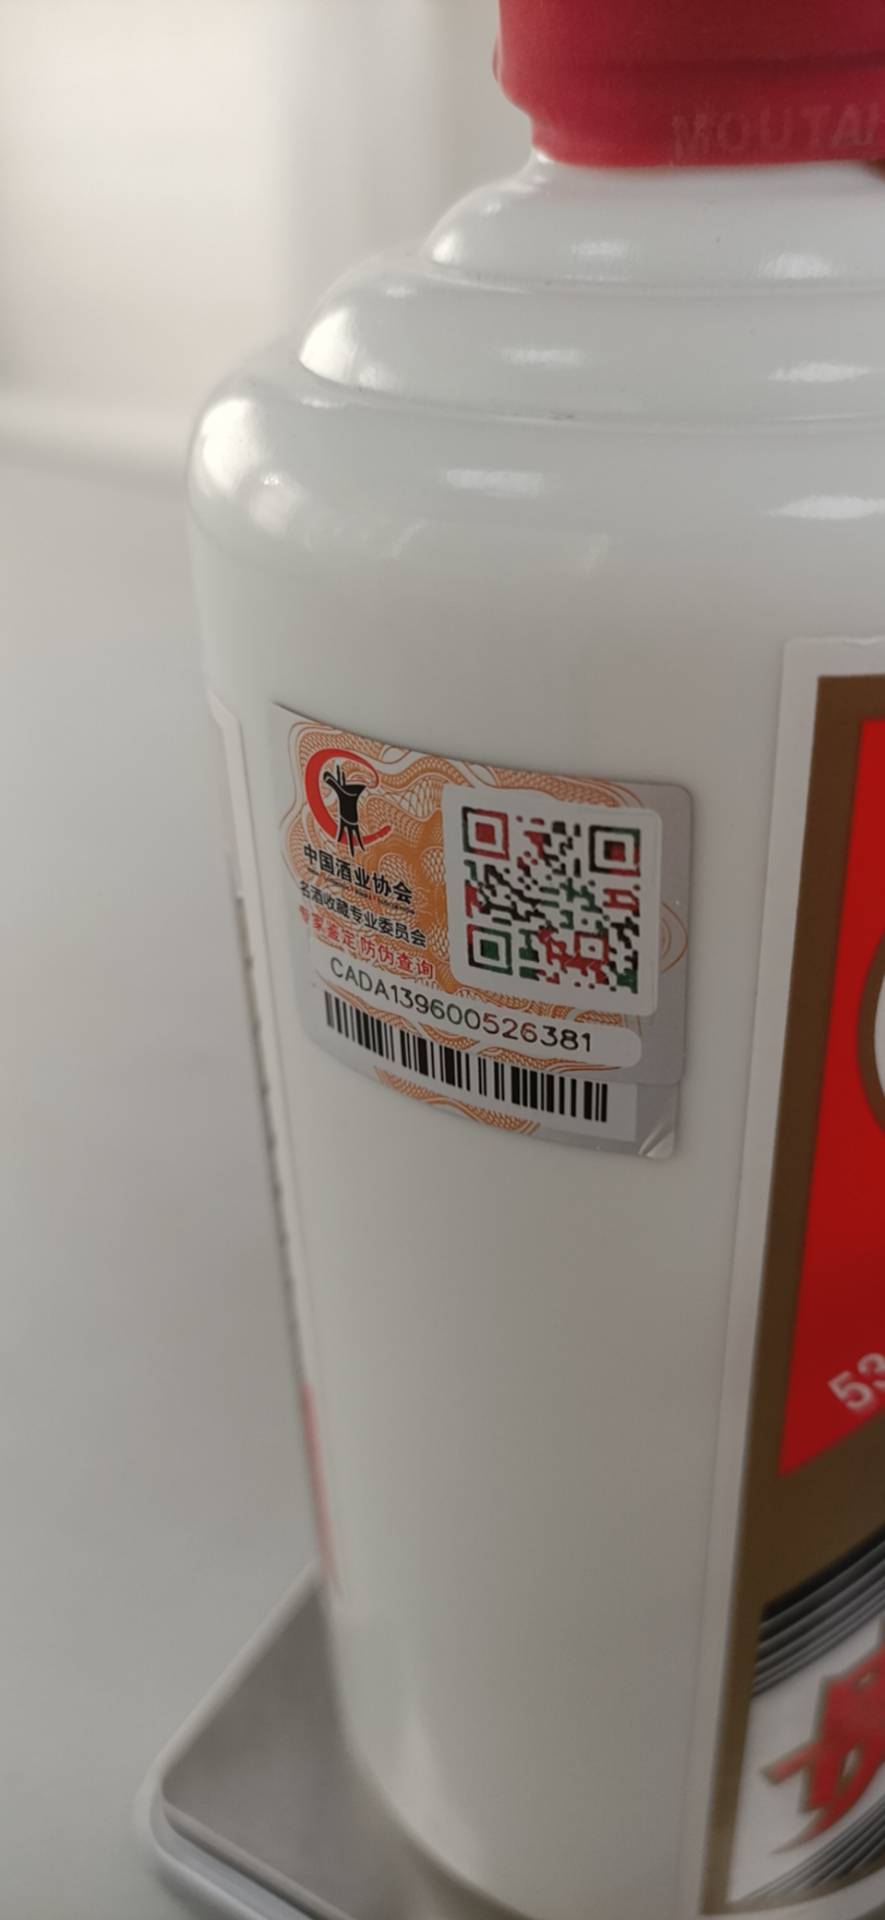 MOUTAI
中国酒业协会
名酒收藏专业委员会
专家鉴定 防伪查询
CADA139600526381
53